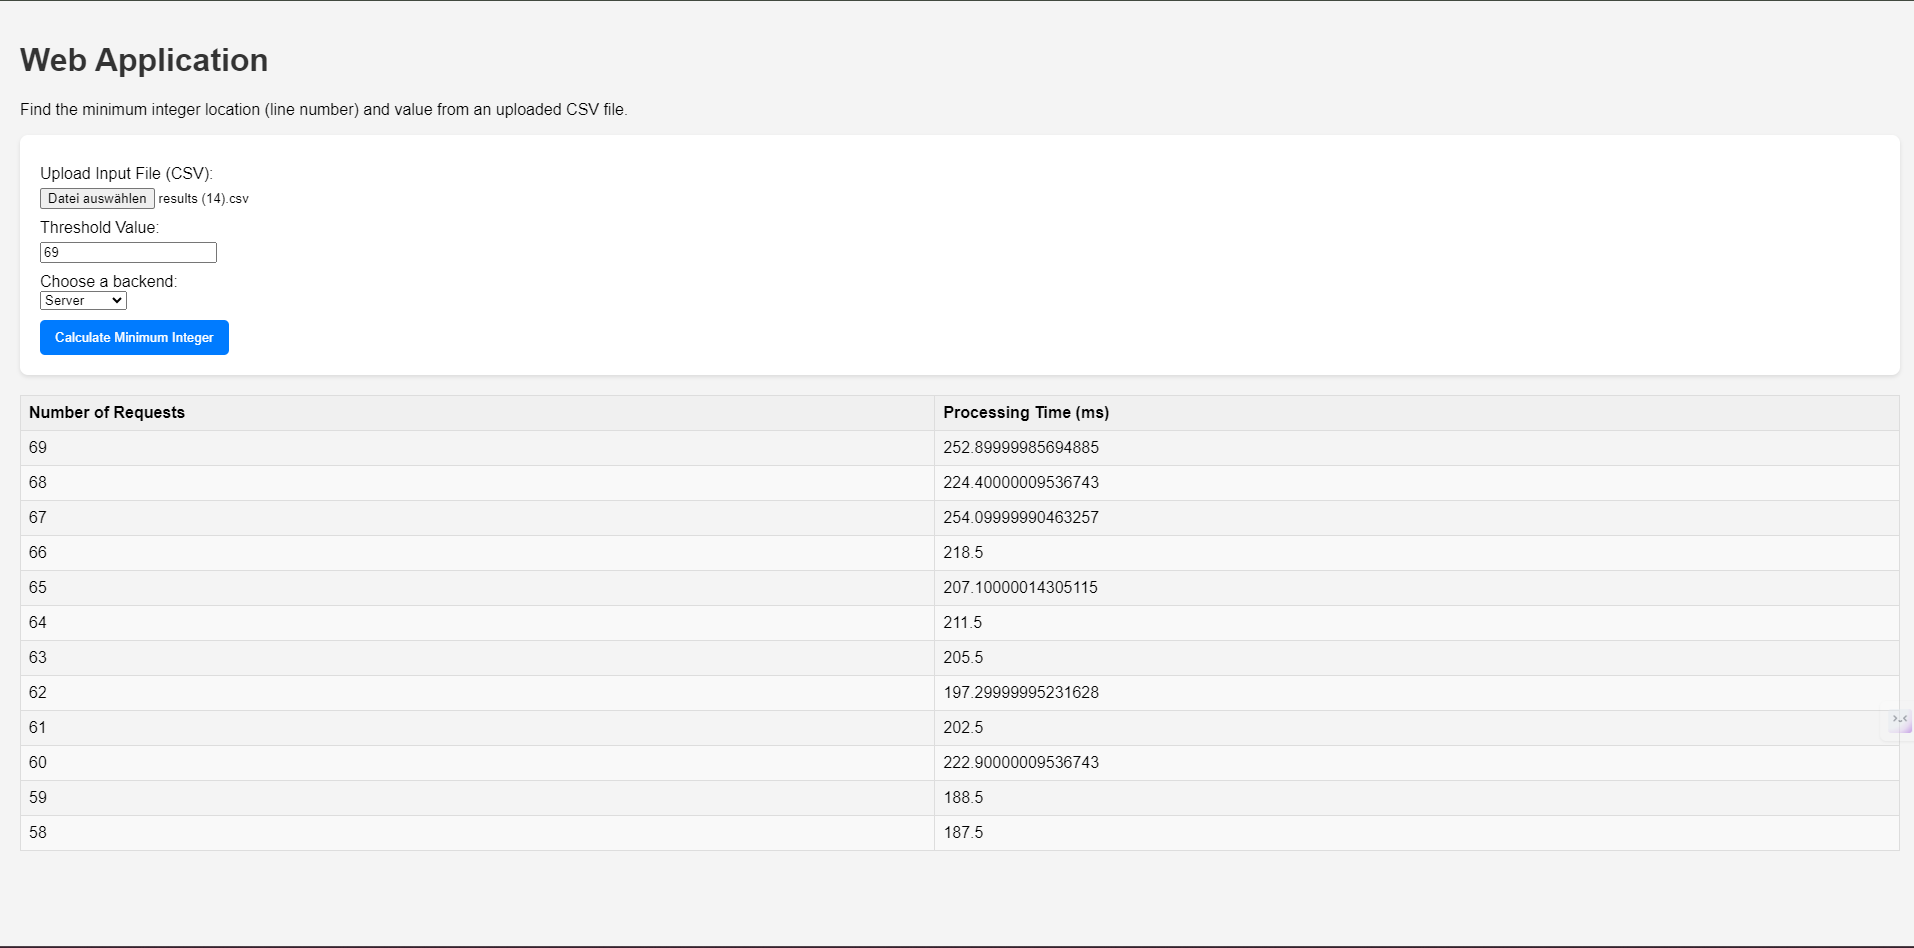 Web Application
Find the minimum integer location (line number) and value from an uploaded CSV file.
Upload Input File (CSV):
Datei auswählen results (14).csv
Threshold Value:
69
Choose a backend:
Server
Calculate Minimum Integer
Number of Requests Processing Time (ms)
69 252.89999985694885
68 224.40000009536743
67 254.09999990463257
66 218.5
65 207.10000014305115
64 211.5
63 205.5
62 197.29999995231628
61 202.5
60 222.90000009536743
59 188.5
58 187.5